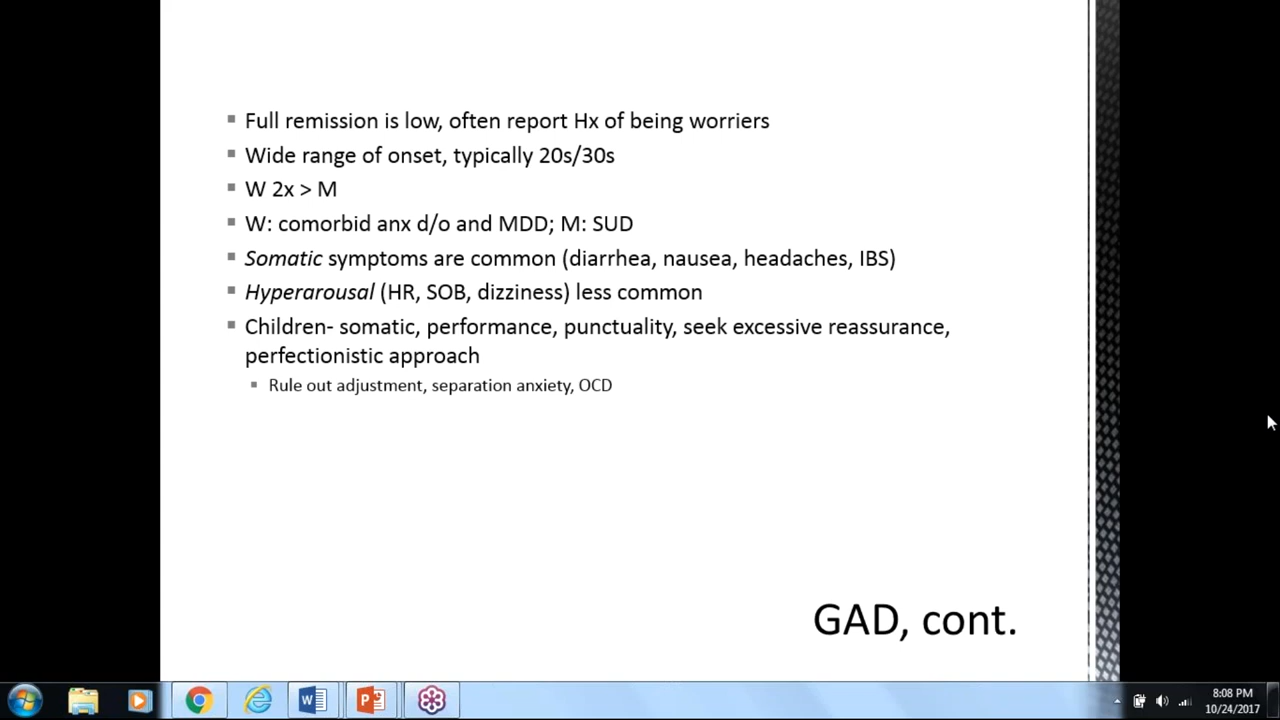 Full remission is low, often report Hx of being worriers
Wide range of onset, typically 20s/30s
W 2x > M
W: comorbid anx d/o and MDD; M: SUD
Somatic symptoms are common (diarrhea, nausea, headaches, IBS)
Hyperarousal (HR, SOB, dizziness) less common
Children- somatic, performance, punctuality, seek excessive reassurance,
perfectionistic approach
Rule out adjustment, separation anxiety, OCD
GAD, cont.
8:08 PM
10/24/2017